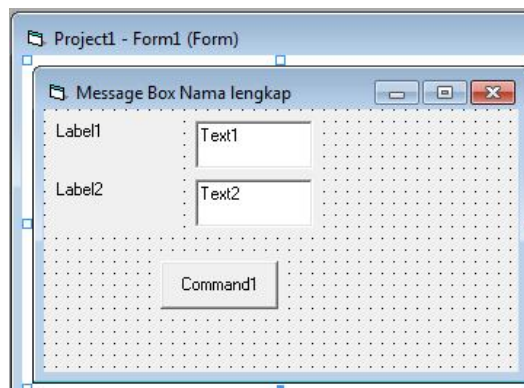 Project1 - Form1 (Form)
Message Box Nama lengkap
Label1
Text1
Label2
Text2
Command1